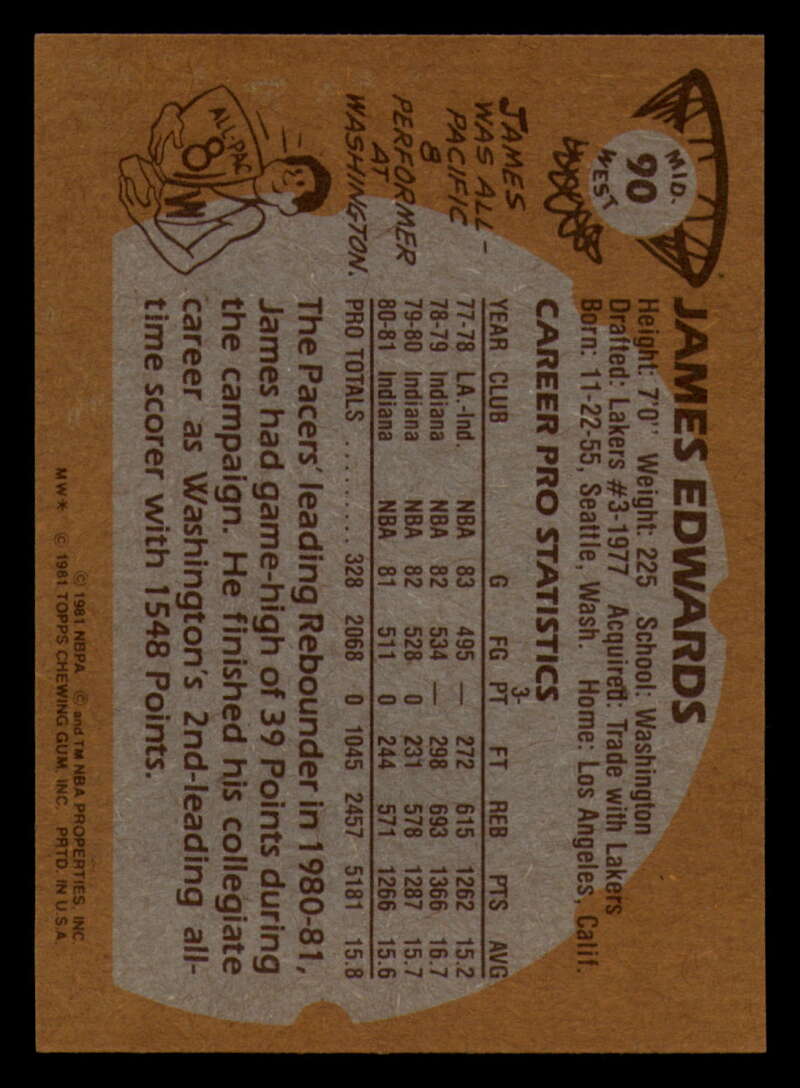 MID.
90
WEST
JAMES EDWARDS
Height: 7'0" Weight: 225 School: Washington
Drafted: Lakers #3-1977 Acquired: Trade with Lakers
Born: 11-22-55, Seattle, Wash. Home: Los Angeles, Calif.
JAMES
WAS ALL-
PACIFIC
8
PERFORMER
AT
WASHINGTON.
ALL-PAC
8
W
CAREER PRO STATISTICS
YEAR CLUB G FG 3-PT FT REB PTS AVG
77-78 LA.-Ind. NBA 83 495 — 272 615 1262 15.2
78-79 Indiana NBA 82 534 — 298 693 1366 16.7
79-80 Indiana NBA 82 528 0 231 578 1287 15.7
80-81 Indiana NBA 81 511 0 244 571 1266 15.6
PRO TOTALS ......... 328 2068 0 1045 2457 5181 15.8
The Pacers' leading Rebounder in 1980-81,
James had game-high of 39 Points during
the campaign. He finished his collegiate
career as Washington's 2nd-leading all-
time scorer with 1548 Points.
© 1981 NBPA © and TM NBA PROPERTIES, INC.
MW* © 1981 TOPPS CHEWING GUM, INC. PRTD. IN U.S.A.